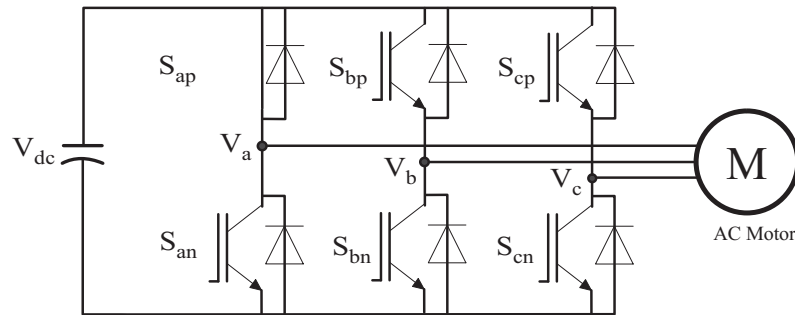 S_ap
S_bp
S_cp
V_dc
V_a
V_b
V_c
M
AC Motor
S_an
S_bn
S_cn